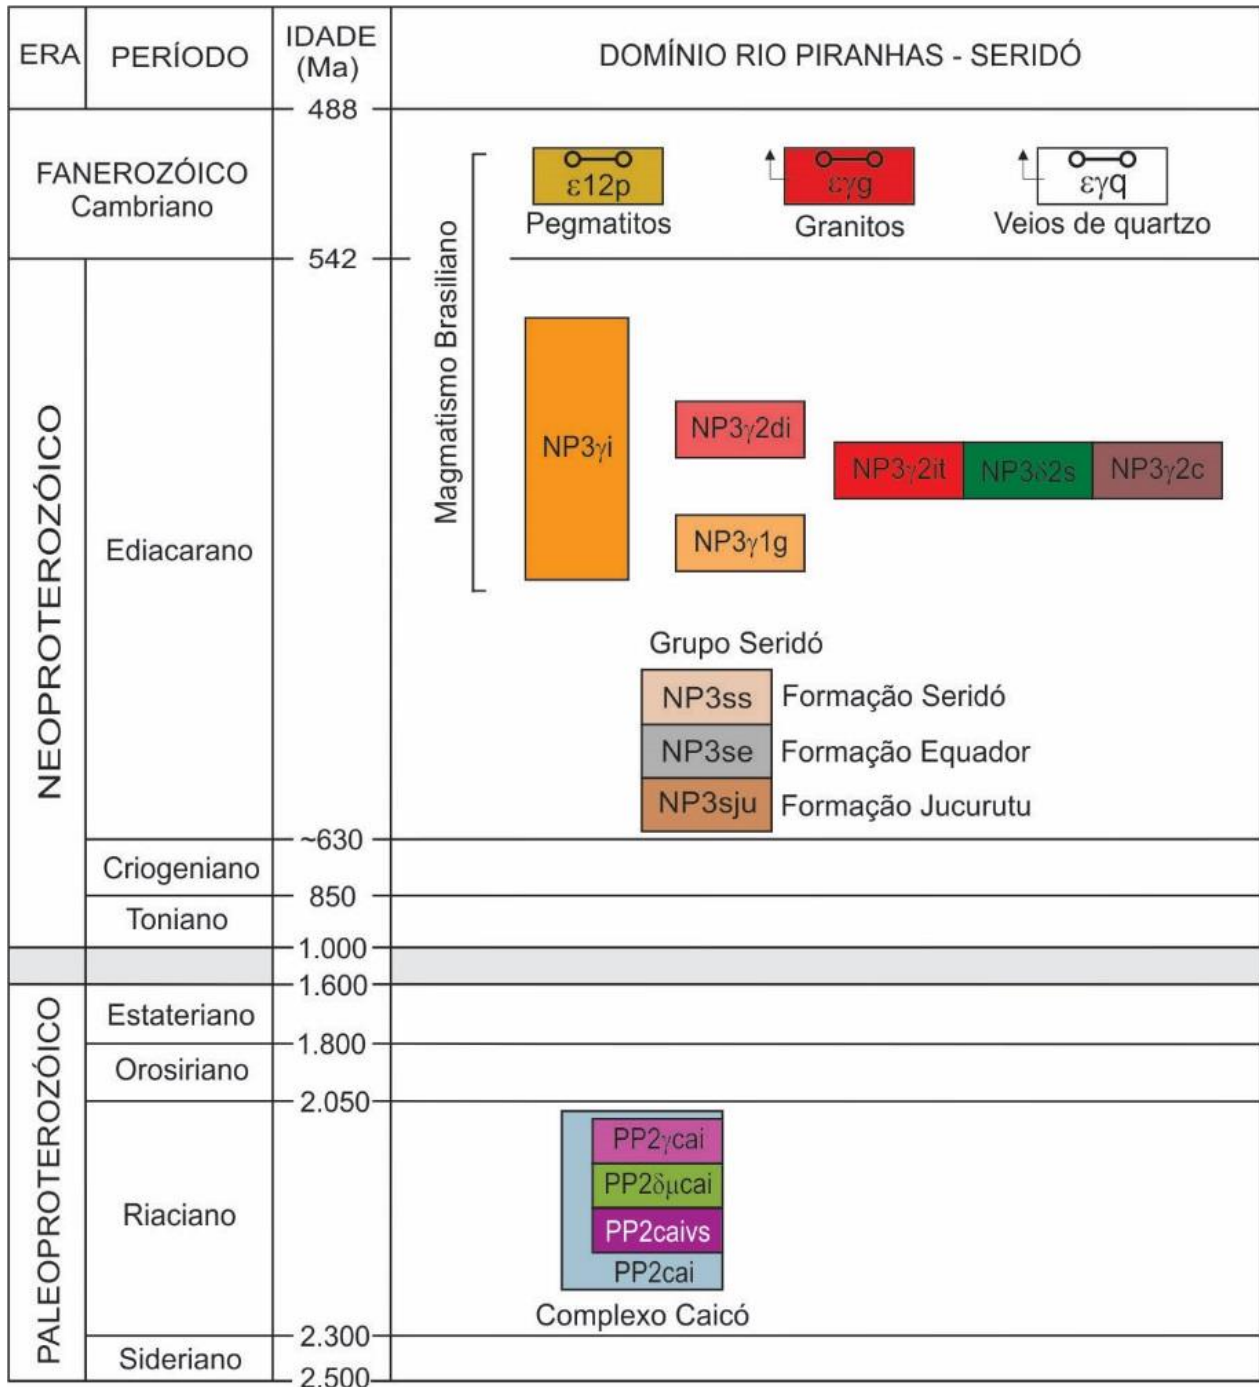 ERA
PERÍODO
IDADE
(Ma)
DOMÍNIO RIO PIRANHAS - SERIDÓ
488
FANEROZÓICO
Cambriano
ε12p
Pegmatitos
εγg
Granitos
εγq
Veios de quartzo
542
Magmatismo Brasiliano
NEOPROTEROZÓICO
Ediacarano
NP3γi
NP3γ2di
NP3γ2it
NP3δ2s
NP3γ2c
NP3γ1g
Grupo Seridó
NP3ss
Formação Seridó
NP3se
Formação Equador
NP3sju
Formação Jucurutu
~630
Criogeniano
850
Toniano
1.000
1.600
PALEOPROTEROZÓICO
Estateriano
1.800
Orosiriano
2.050
Riaciano
PP2γcai
PP2δμcai
PP2caivs
PP2cai
Complexo Caicó
2.300
Sideriano
2.500